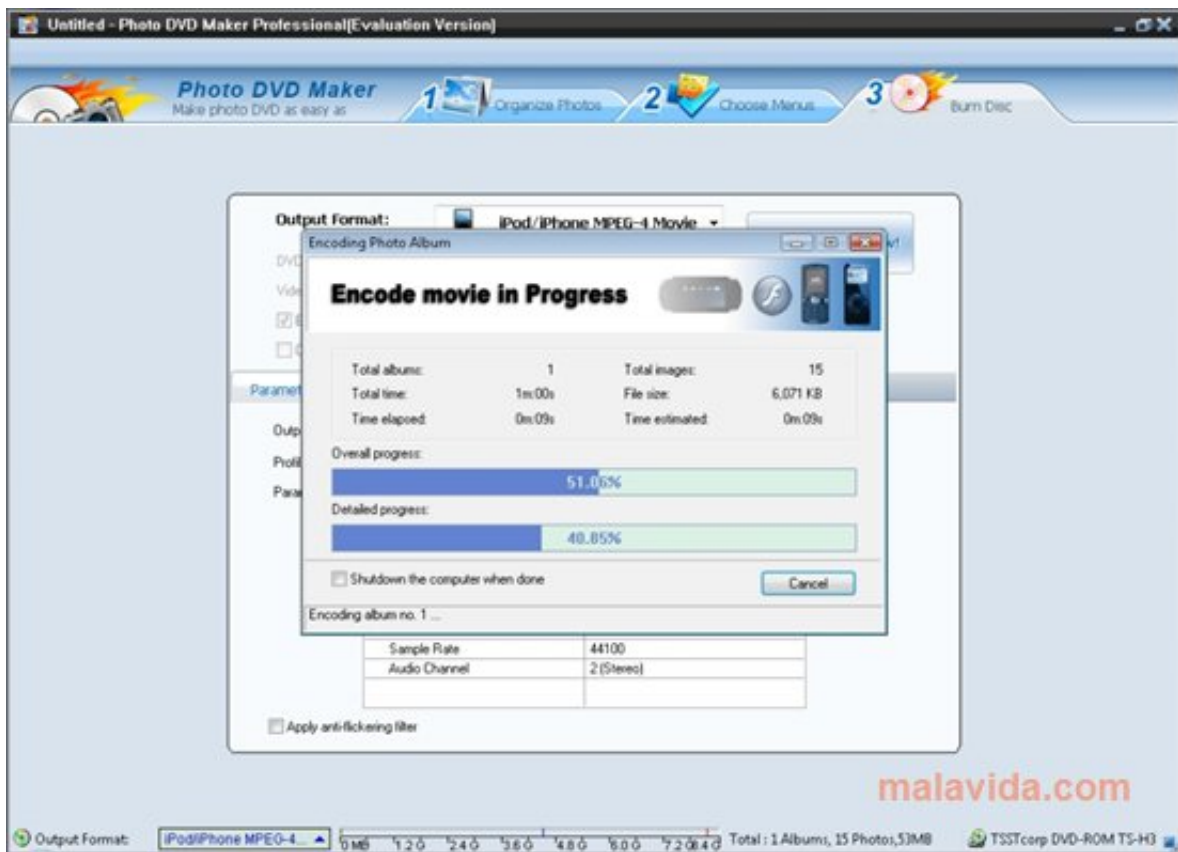 Untitled - Photo DVD Maker Professional[Evaluation Version]
Photo DVD Maker
Make photo DVD as easy as
1 Organize Photos
2 Choose Menus
3 Burn Disc
Output Format: iPod/iPhone MPEG-4 Movie
Encoding Photo Album
Encode movie in Progress
Total albums: 1 Total images: 15
Total time: 1m:00s File size: 6,071 KB
Time elapsed: 0m:09s Time estimated: 0m:09s
Overall progress:
51.06%
Detailed progress:
40.85%
Shutdown the computer when done
Cancel
Encoding album no. 1 ...
Sample Rate 44100
Audio Channel 2 (Stereo)
Apply anti-flickering filter
malavida.com
Output Format: iPod/iPhone MPEG-4... 0MB 1.2G 2.4G 3.6G 4.8G 6.0G Total : 1 Albums, 15 Photos,53MB TSSTcorp DVD-ROM TS-H3